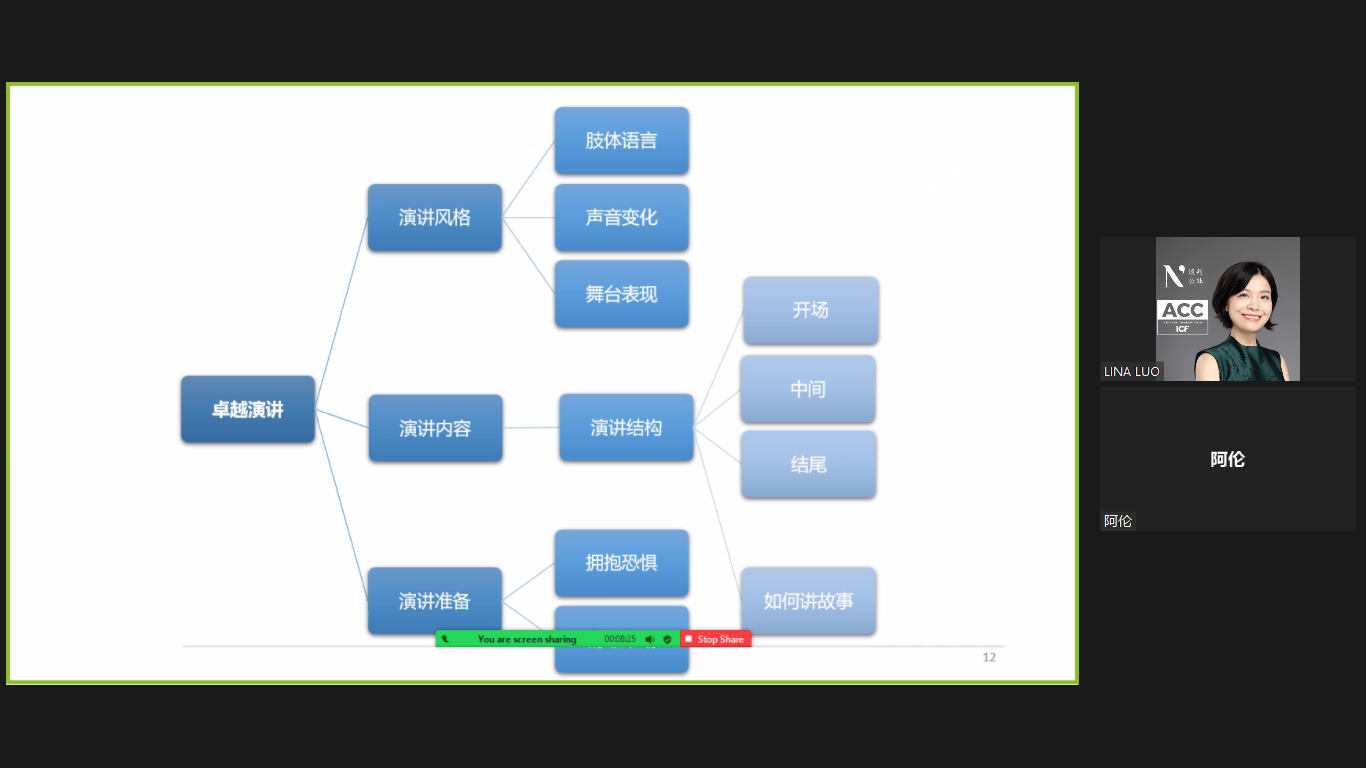 肢体语言
演讲风格
声音变化
舞台表现
开场
卓越演讲
演讲内容
演讲结构
中间
结尾
拥抱恐惧
演讲准备
如何讲故事
You are screen sharing
00:08:25
Stop Share
12
N
ACC
ICF
LINA LUO
阿伦
阿伦